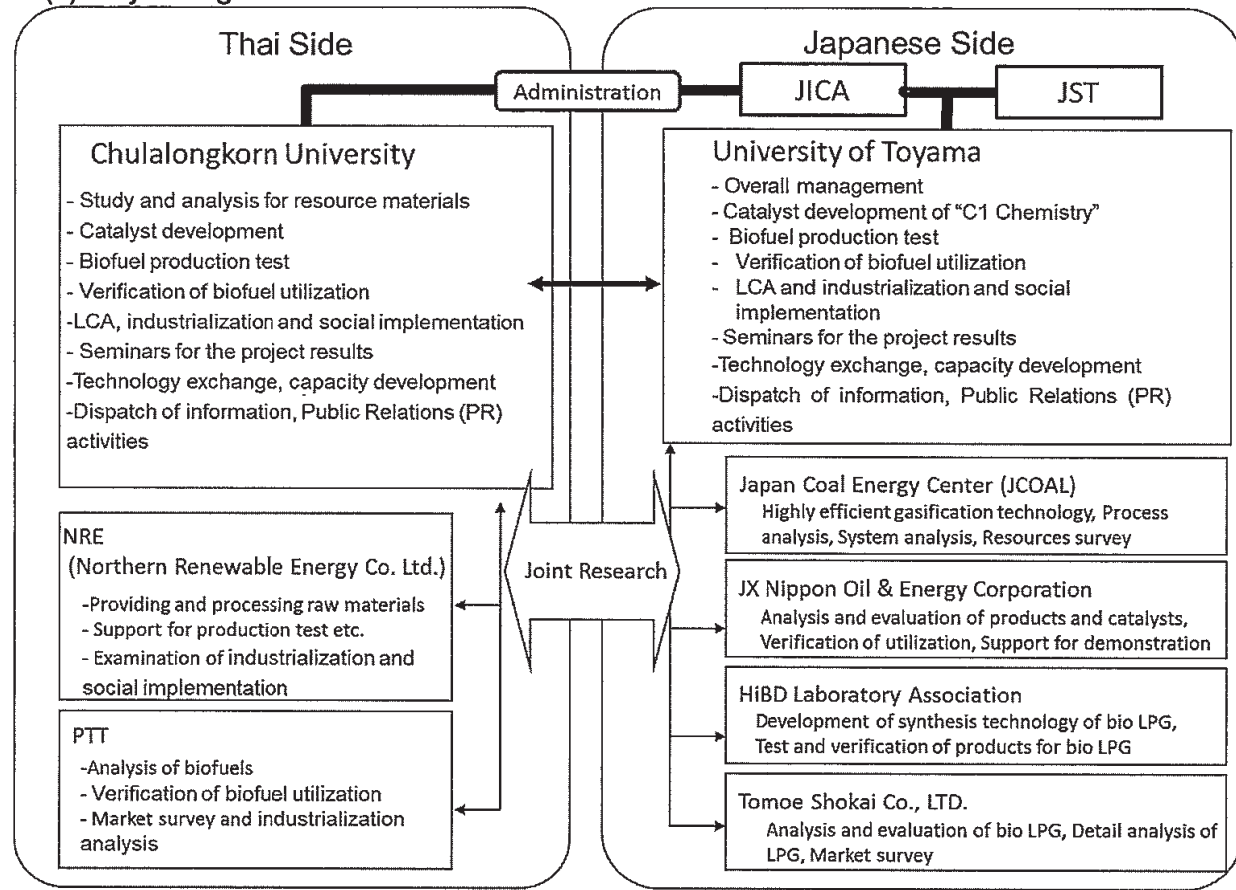 Thai Side
Chulalongkorn University
- Study and analysis for resource materials
- Catalyst development
- Biofuel production test
- Verification of biofuel utilization
-LCA, industrialization and social implementation
- Seminars for the project results
-Technology exchange, capacity development
-Dispatch of information, Public Relations (PR)
activities
NRE
(Northern Renewable Energy Co. Ltd.)
-Providing and processing raw materials
- Support for production test etc.
- Examination of industrialization and
social implementation
PTT
-Analysis of biofuels
- Verification of biofuel utilization
- Market survey and industrialization
analysis
Administration
Joint Research
Japanese Side
JICA
JST
University of Toyama
- Overall management
- Catalyst development of “C1 Chemistry”
- Biofuel production test
- Verification of biofuel utilization
- LCA and industrialization and social
implementation
- Seminars for the project results
-Technology exchange, capacity development
-Dispatch of information, Public Relations (PR)
activities
Japan Coal Energy Center (JCOAL)
Highly efficient gasification technology, Process
analysis, System analysis, Resources survey
JX Nippon Oil & Energy Corporation
Analysis and evaluation of products and catalysts,
Verification of utilization, Support for demonstration
HiBD Laboratory Association
Development of synthesis technology of bio LPG,
Test and verification of products for bio LPG
Tomoe Shokai Co., LTD.
Analysis and evaluation of bio LPG, Detail analysis of
LPG, Market survey